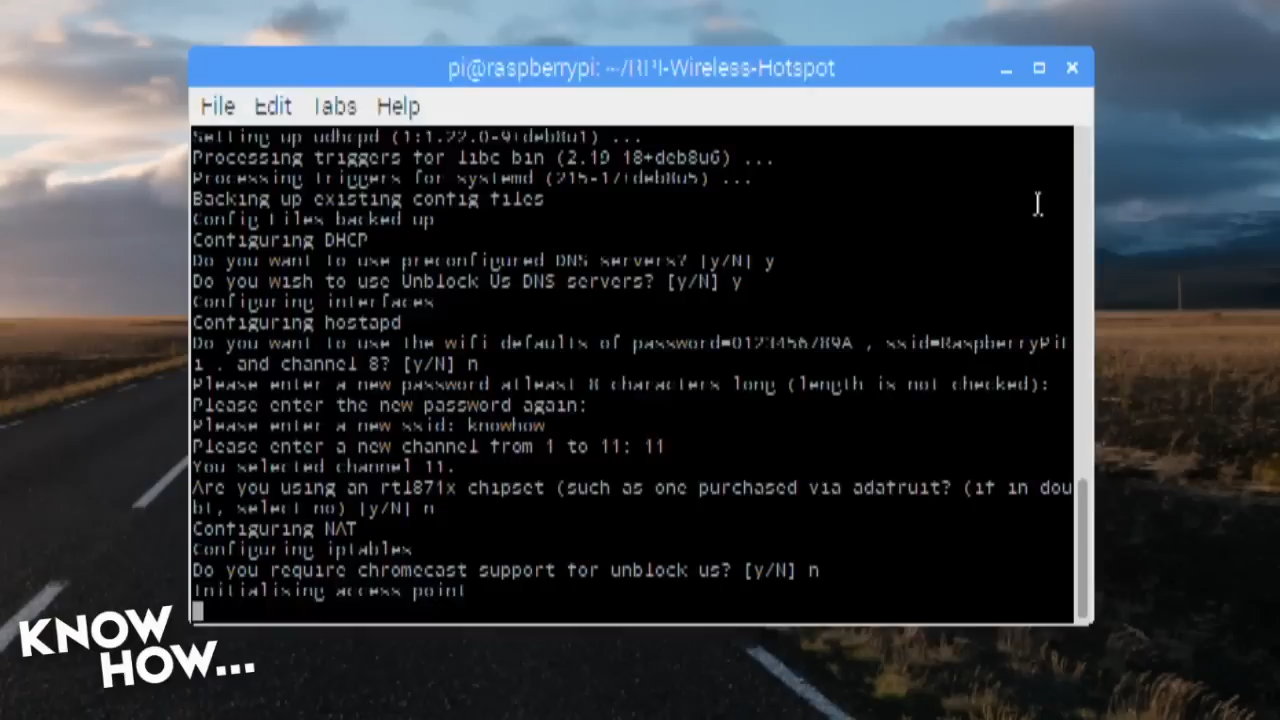 pi@raspberrypi: ~/RPI-Wireless-Hotspot
File Edit Tabs Help
Setting up udhcpd (1:1.22.0-9+deb8u1) ...
Processing triggers for libc-bin (2.19-18+deb8u6) ...
Processing triggers for systemd (215-17+deb8u5) ...
Backing up existing config files
Config files backed up
Configuring DHCP
Do you want to use preconfigured DNS servers? [y/N] y
Do you wish to use Unblock Us DNS servers? [y/N] y
Configuring interfaces
Configuring hostapd
Do you want to use the wifi defaults of password=0123456789A , ssid=RaspberryPiF
i , and channel 8? [y/N] n
Please enter a new password atleast 8 characters long (length is not checked):
Please enter the new password again:
Please enter a new ssid: knowhow
Please enter a new channel from 1 to 11: 11
You selected channel 11.
Are you using an rtl871x chipset (such as one purchased via adafruit? (if in dou
bt, select no) [y/N] n
Configuring NAT
Configuring iptables
Do you require chromecast support for unblock us? [y/N] n
Initialising access point
KNOW
HOW...